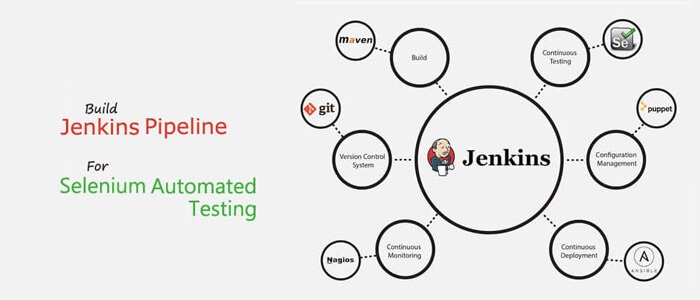 Build
Jenkins Pipeline
For
Selenium Automated
Testing
maven
Build
Continuous
Testing
Se
git
Version Control
System
Jenkins
puppet
Configuration
Management
Nagios
Continuous
Monitoring
Continuous
Deployment
A
ANSIBLE